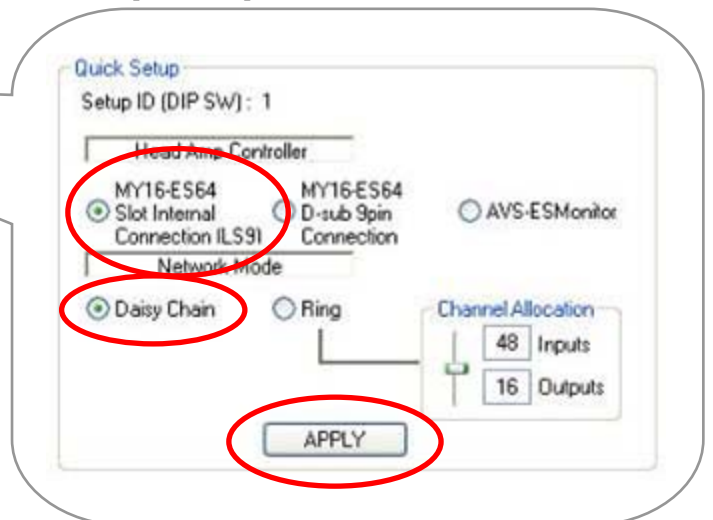 Quick Setup
Setup ID (DIP SW) : 1
Head Amp Controller
MY16-ES64
Slot Internal
Connection (LS9)
MY16-ES64
D-sub 9pin
Connection
AVS-ESMonitor
Network Mode
Daisy Chain
Ring
Channel Allocation
48 Inputs
16 Outputs
APPLY